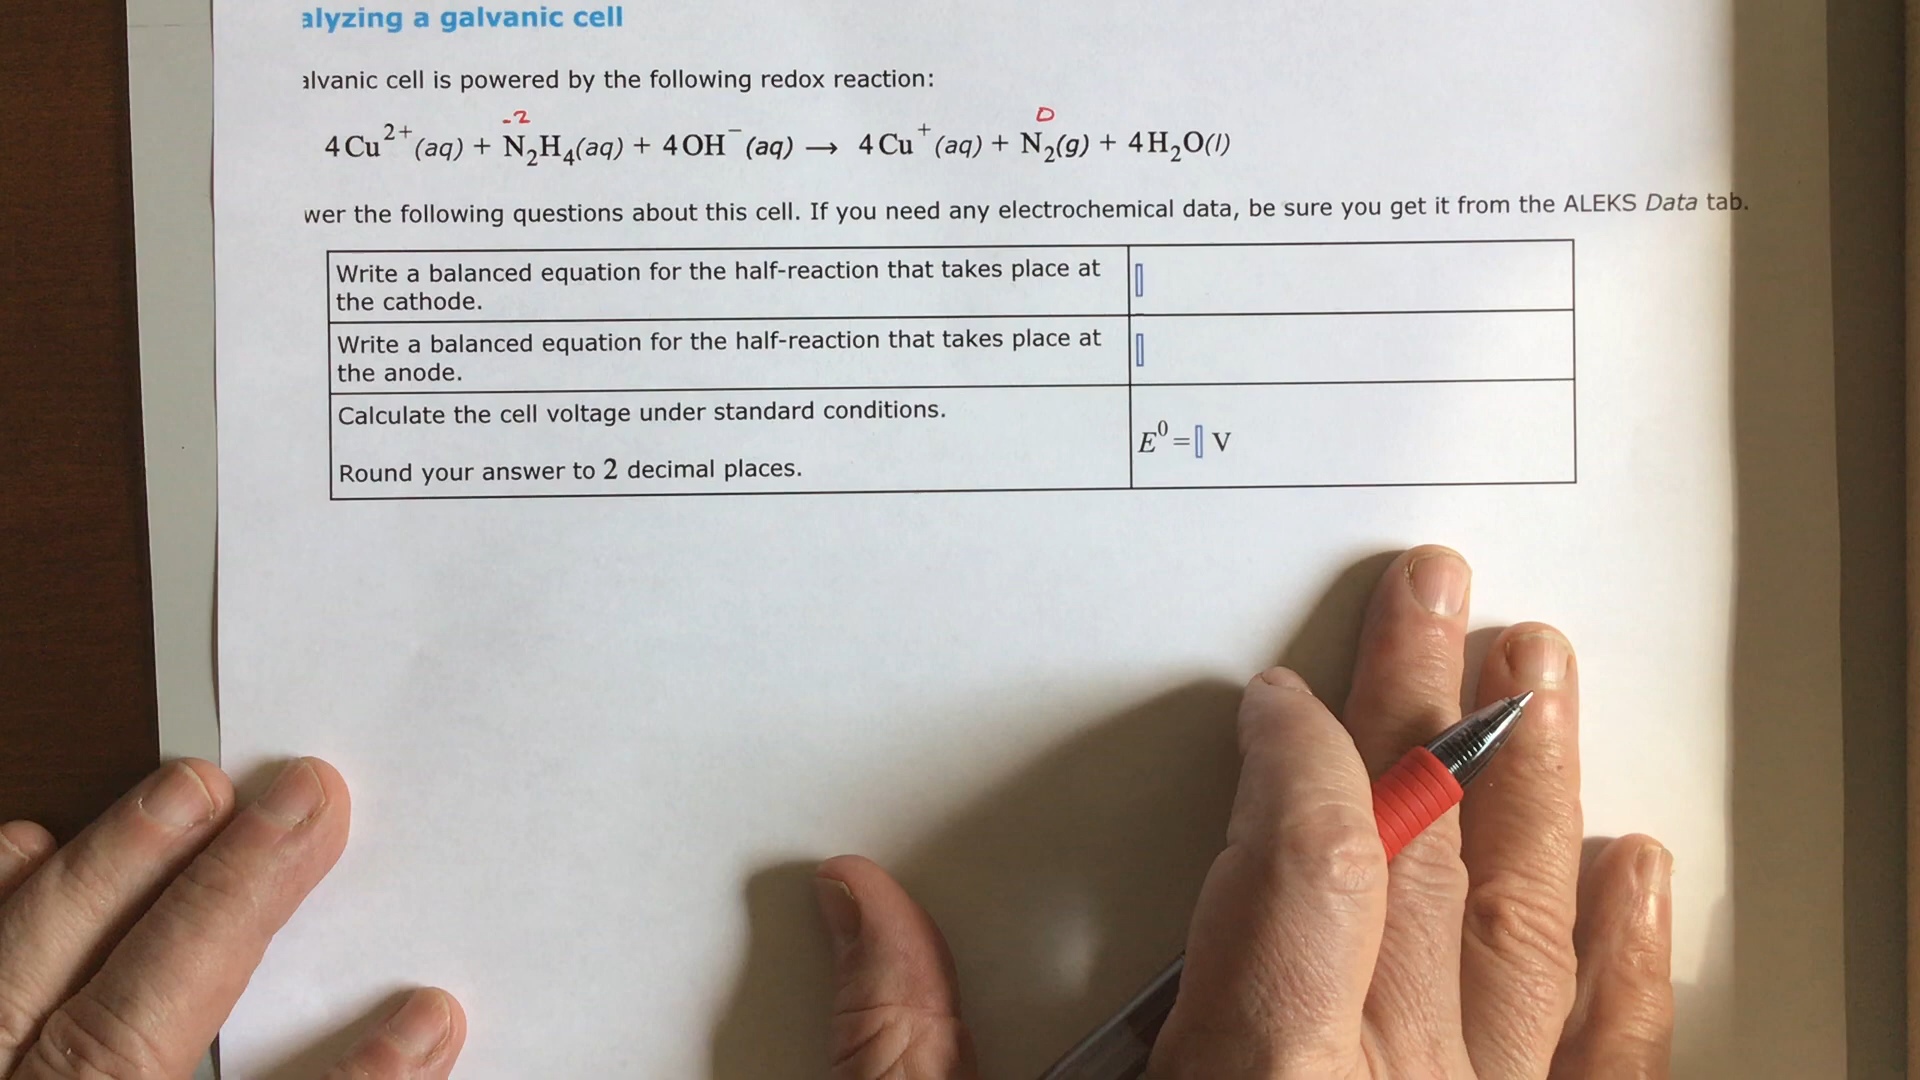 alyzing a galvanic cell
alvanic cell is powered by the following redox reaction:
-2 0
4Cu²⁺(aq) + N₂H₄(aq) + 4OH⁻(aq) → 4Cu⁺(aq) + N₂(g) + 4H₂O(l)
wer the following questions about this cell. If you need any electrochemical data, be sure you get it from the ALEKS Data tab.
Write a balanced equation for the half-reaction that takes place at
the cathode.
Write a balanced equation for the half-reaction that takes place at
the anode.
Calculate the cell voltage under standard conditions.
E⁰ = V
Round your answer to 2 decimal places.